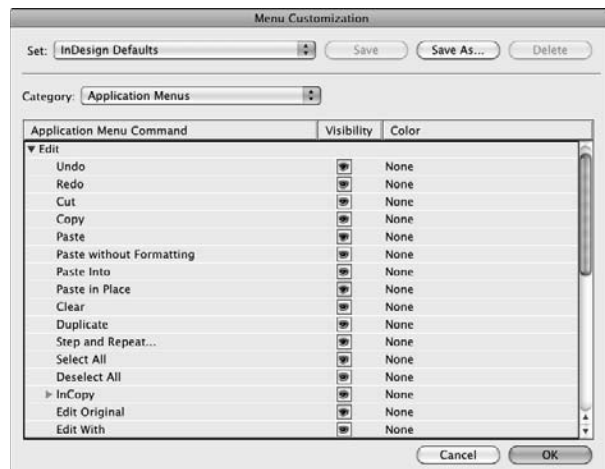 Menu Customization
Set: InDesign Defaults Save Save As... Delete
Category: Application Menus
Application Menu Command Visibility Color
Edit
Undo None
Redo None
Cut None
Copy None
Paste None
Paste without Formatting None
Paste Into None
Paste in Place None
Clear None
Duplicate None
Step and Repeat... None
Select All None
Deselect All None
InCopy None
Edit Original None
Edit With None
Cancel OK